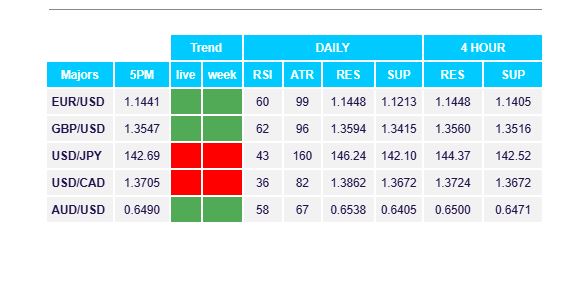 Trend DAILY 4 HOUR
Majors 5PM live week RSI ATR RES SUP RES SUP
EUR/USD 1.1441 60 99 1.1448 1.1213 1.1448 1.1405
GBP/USD 1.3547 62 96 1.3594 1.3415 1.3560 1.3516
USD/JPY 142.69 43 160 146.24 142.10 144.37 142.52
USD/CAD 1.3705 36 82 1.3862 1.3672 1.3724 1.3672
AUD/USD 0.6490 58 67 0.6538 0.6405 0.6500 0.6471